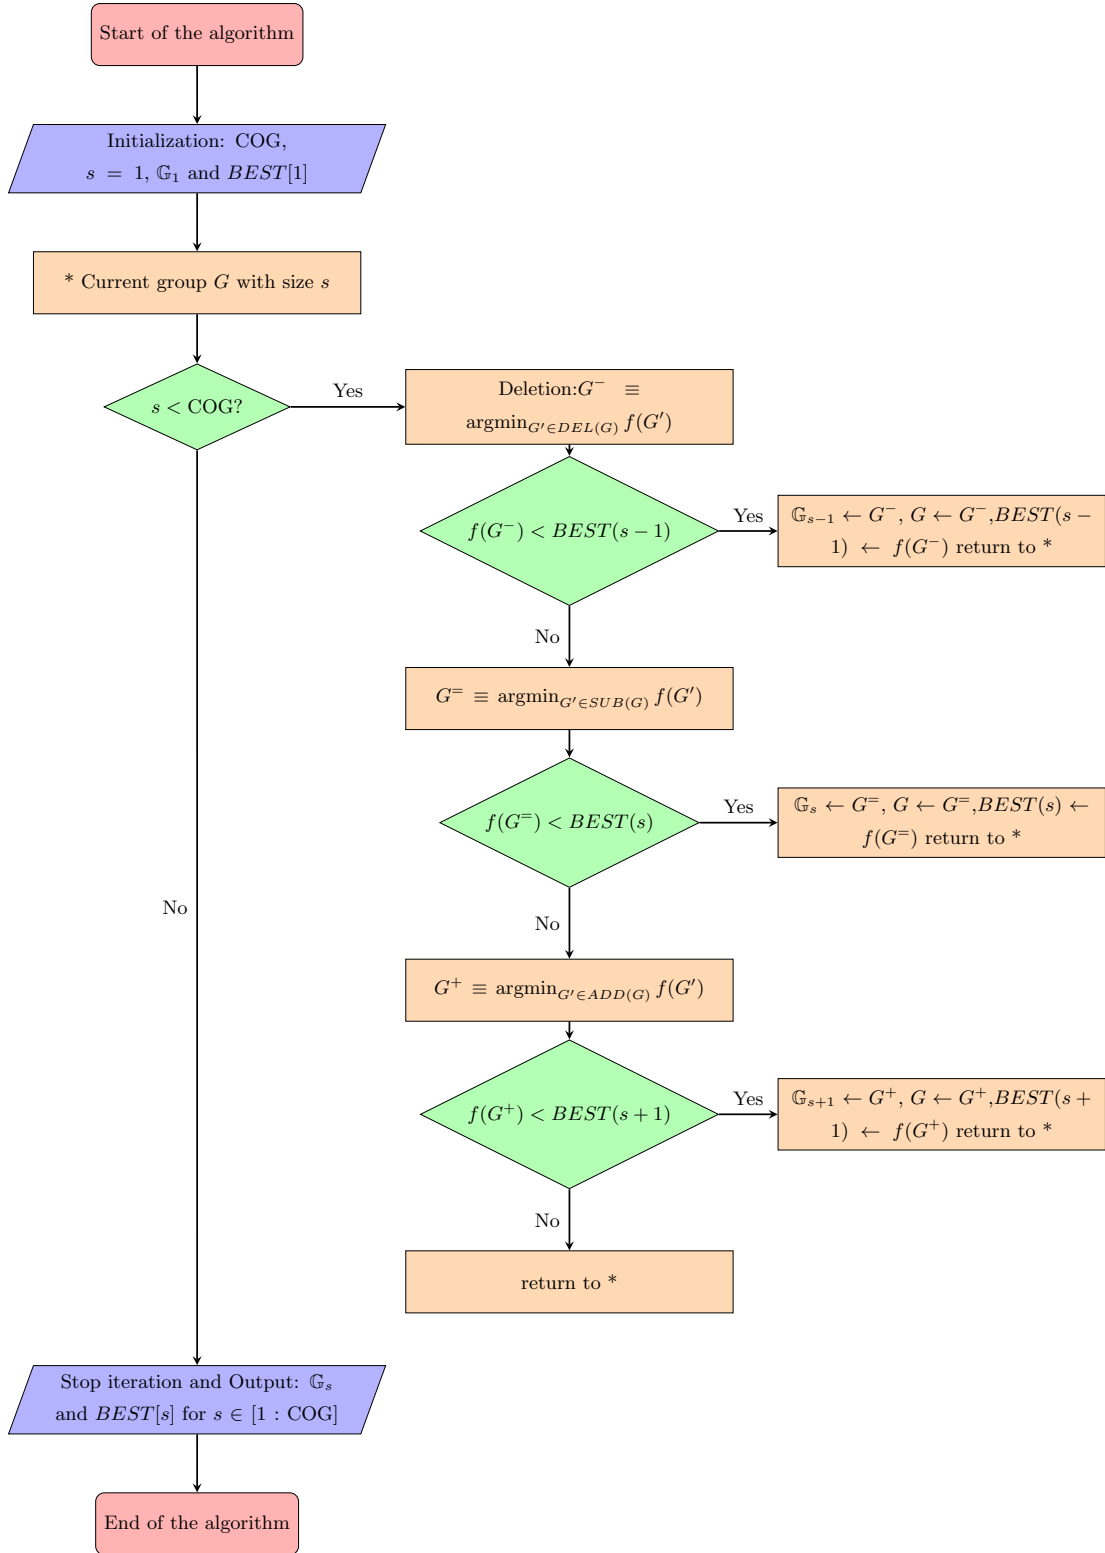 Start of the algorithm
Initialization: COG,
s = 1, 𝔾₁ and BEST[1]
* Current group G with size s
s < COG?
Yes
Deletion:G⁻ ≡
argmin_{G′∈DEL(G)} f(G′)
f(G⁻) < BEST(s − 1)
Yes
𝔾_{s−1} ← G⁻, G ← G⁻,BEST(s −
1) ← f(G⁻) return to *
No
G⁼ ≡ argmin_{G′∈SUB(G)} f(G′)
f(G⁼) < BEST(s)
Yes
𝔾_s ← G⁼, G ← G⁼,BEST(s) ←
f(G⁼) return to *
No
No
G⁺ ≡ argmin_{G′∈ADD(G)} f(G′)
f(G⁺) < BEST(s + 1)
Yes
𝔾_{s+1} ← G⁺, G ← G⁺,BEST(s +
1) ← f(G⁺) return to *
No
return to *
Stop iteration and Output: 𝔾_s
and BEST[s] for s ∈ [1 : COG]
End of the algorithm